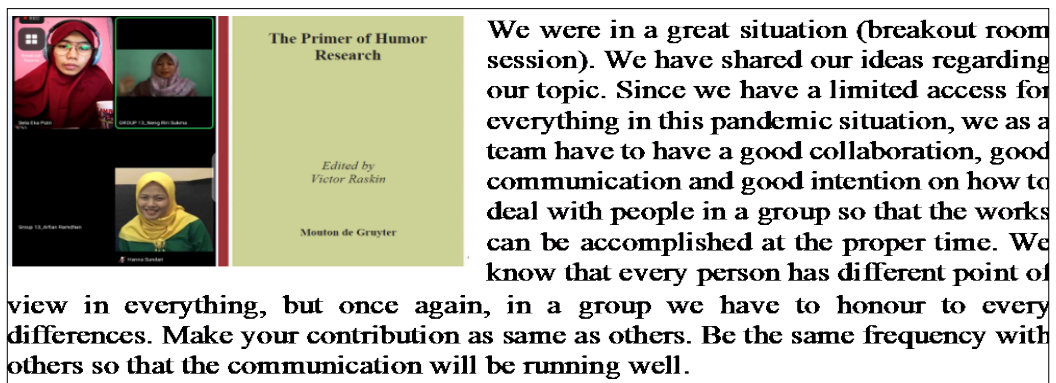 REC
The Primer of Humor
Research
Edited by
Victor Raskin
Mouton de Gruyter
Hanna Sundari
We were in a great situation (breakout room
session). We have shared our ideas regarding
our topic. Since we have a limited access for
everything in this pandemic situation, we as a
team have to have a good collaboration, good
communication and good intention on how to
deal with people in a group so that the works
can be accomplished at the proper time. We
know that every person has different point of
view in everything, but once again, in a group we have to honour to every
differences. Make your contribution as same as others. Be the same frequency with
others so that the communication will be running well.